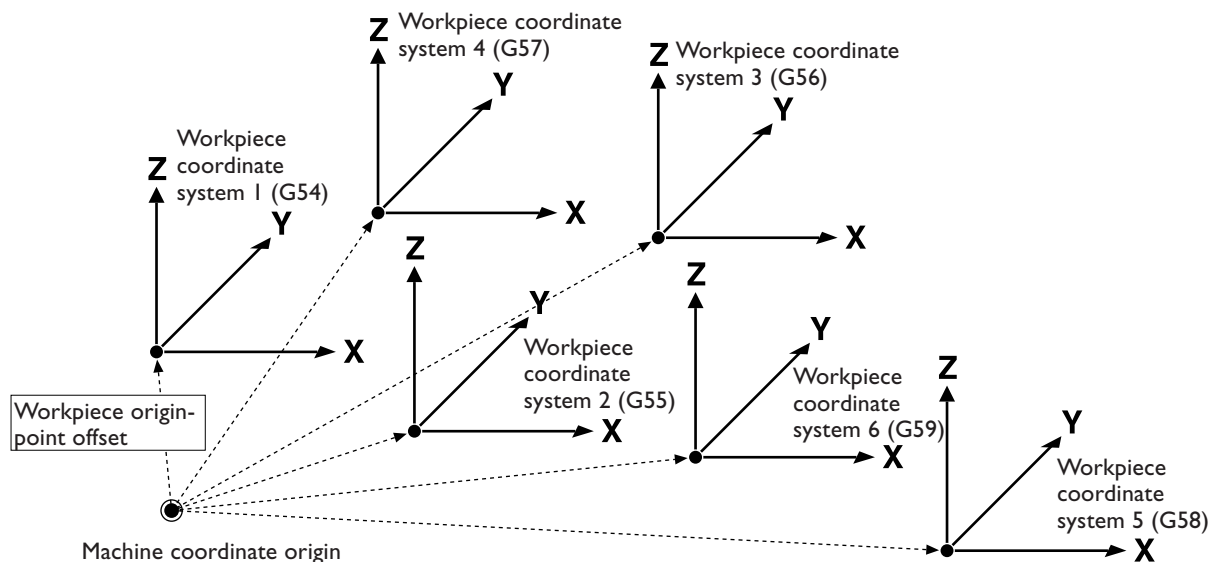 Z
Workpiece coordinate
system 4 (G57)
Y
X
Z
Workpiece coordinate
system 3 (G56)
Y
X
Z
Workpiece
coordinate
system 1 (G54)
Y
X
Z
Y
Workpiece
coordinate
system 2 (G55)
X
Z
Y
Workpiece
coordinate
system 6 (G59)
X
Z
Y
Workpiece
coordinate
system 5 (G58)
X
Workpiece origin-
point offset
Machine coordinate origin